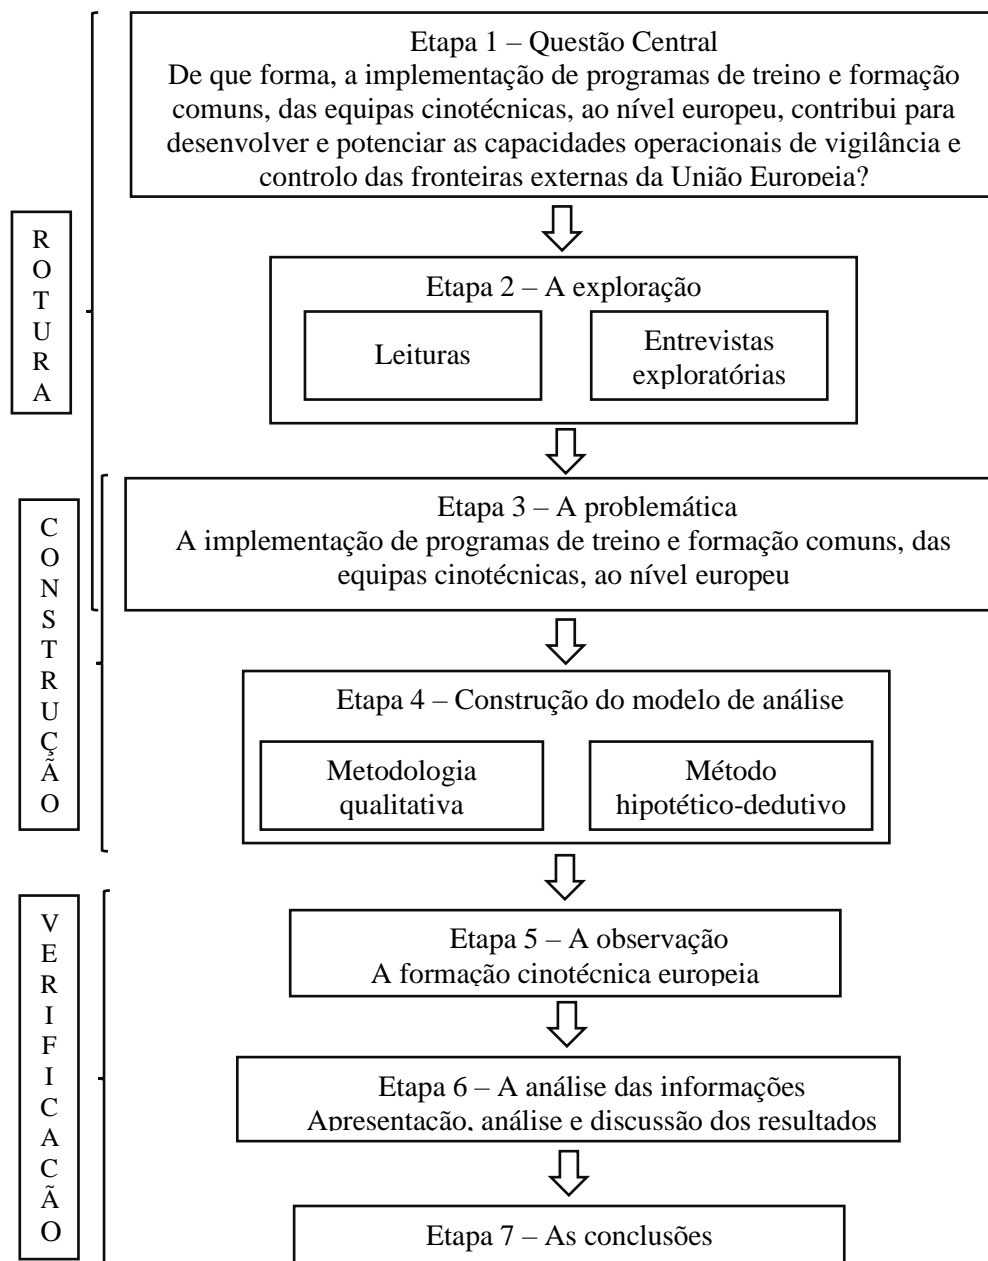 Etapa 1 – Questão Central
De que forma, a implementação de programas de treino e formação
comuns, das equipas cinotécnicas, ao nível europeu, contribui para
desenvolver e potenciar as capacidades operacionais de vigilância e
controlo das fronteiras externas da União Europeia?
ROTURA
Etapa 2 – A exploração
Leituras
Entrevistas
exploratórias
CONSTRUÇÃO
Etapa 3 – A problemática
A implementação de programas de treino e formação comuns, das
equipas cinotécnicas, ao nível europeu
Etapa 4 – Construção do modelo de análise
Metodologia
qualitativa
Método
hipotético-dedutivo
VERIFICACÃO
Etapa 5 – A observação
A formação cinotécnica europeia
Etapa 6 – A análise das informações
Apresentação, análise e discussão dos resultados
Etapa 7 – As conclusões